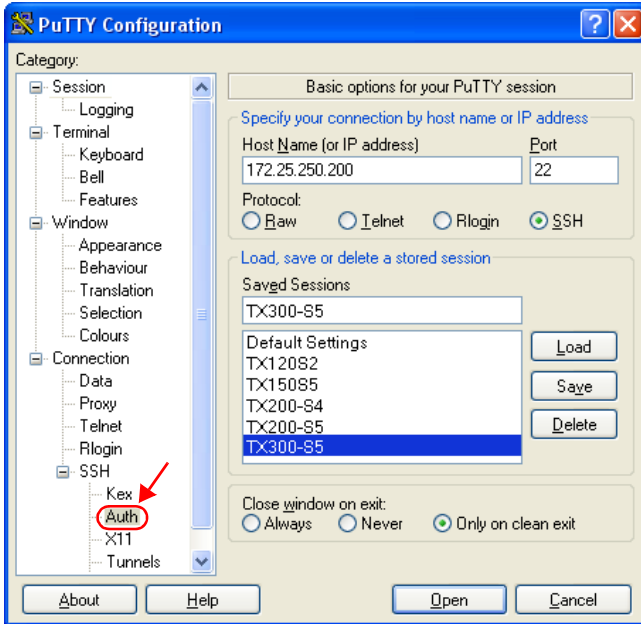 PuTTY Configuration
Category:
Session
Logging
Terminal
Keyboard
Bell
Features
Window
Appearance
Behaviour
Translation
Selection
Colours
Connection
Data
Proxy
Telnet
Rlogin
SSH
Kex
Auth
X11
Tunnels
Basic options for your PuTTY session
Specify your connection by host name or IP address
Host Name (or IP address) Port
172.25.250.200 22
Protocol:
Raw Telnet Rlogin SSH
Load, save or delete a stored session
Saved Sessions
TX300-S5
Default Settings
TX120S2
TX150S5
TX200-S4
TX200-S5
TX300-S5
Load
Save
Delete
Close window on exit:
Always Never Only on clean exit
About Help Open Cancel